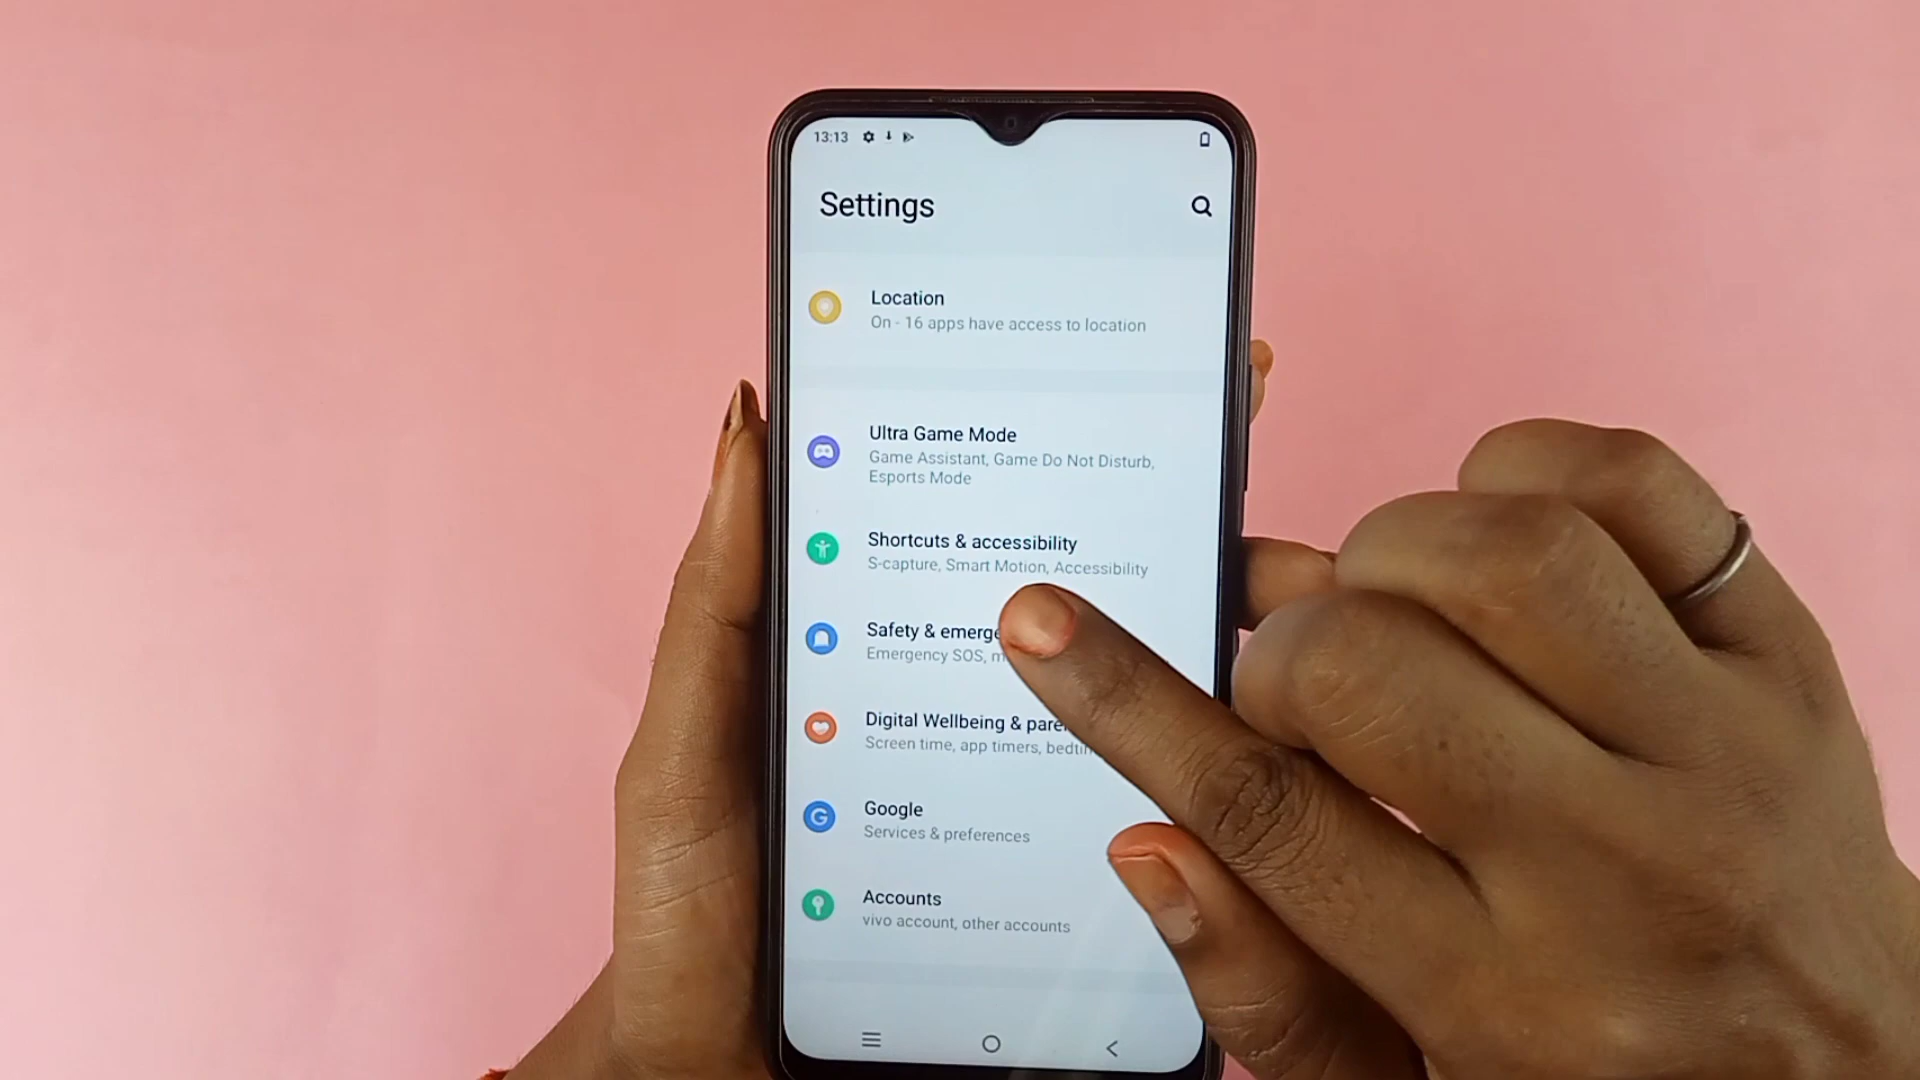 13:13
Settings
Location
On - 16 apps have access to location
Ultra Game Mode
Game Assistant, Game Do Not Disturb,
Esports Mode
Shortcuts & accessibility
S-capture, Smart Motion, Accessibility
Safety &
Emergency SOS,
Digital Wellbeing &
Screen time, app timers,
Google
Services & preferences
Accounts
vivo account, other accounts